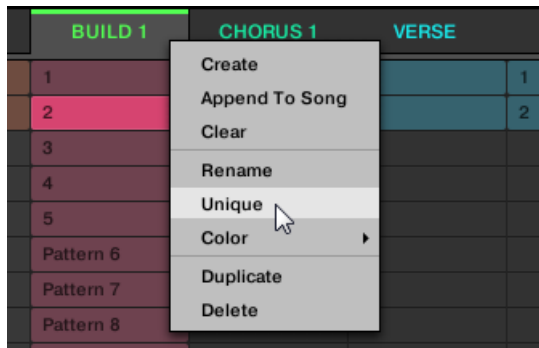 BUILD 1 CHORUS 1 VERSE
1
2
3
4
5
Pattern 6
Pattern 7
Pattern 8
Create
Append To Song
Clear
Rename
Unique
Color
Duplicate
Delete
1
2